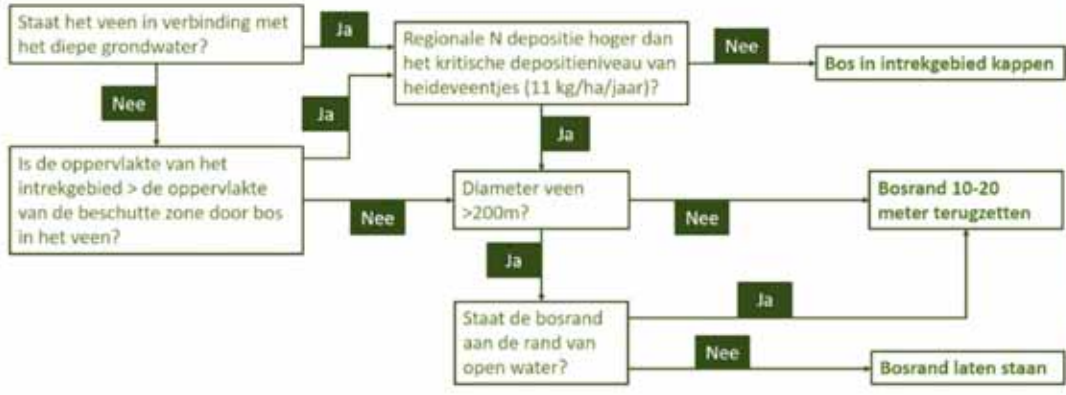 Staat het veen in verbinding met
het diepe grondwater?
Ja
Regionale N depositie hoger dan
het kritische depositieniveau van
heideveentjes (11 kg/ha/jaar)?
Nee
Bos in intrekgebied kappen
Nee
Ja
Ja
Is de oppervlakte van het
intrekgebied > de oppervlakte
van de beschutte zone door bos
in het veen?
Nee
Diameter veen
>200m?
Nee
Bosrand 10-20
meter terugzetten
Ja
Staat de bosrand
aan de rand van
open water?
Ja
Nee
Bosrand laten staan